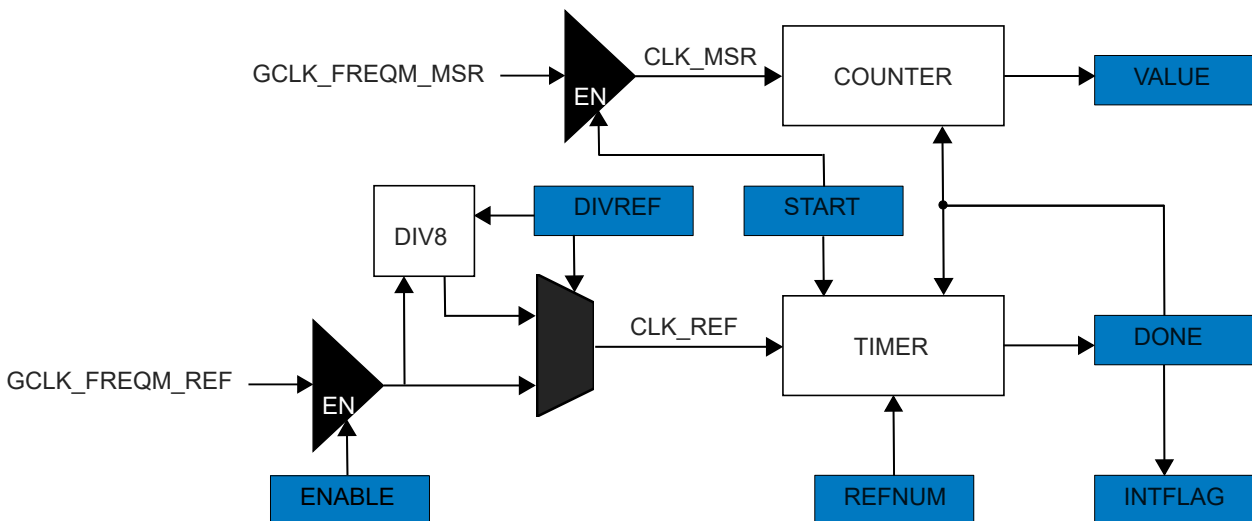 CLK_MSR
GCLK_FREQM_MSR
COUNTER
VALUE
EN
DIVREF
START
DIV8
CLK_REF
TIMER
DONE
GCLK_FREQM_REF
EN
ENABLE
REFNUM
INTFLAG